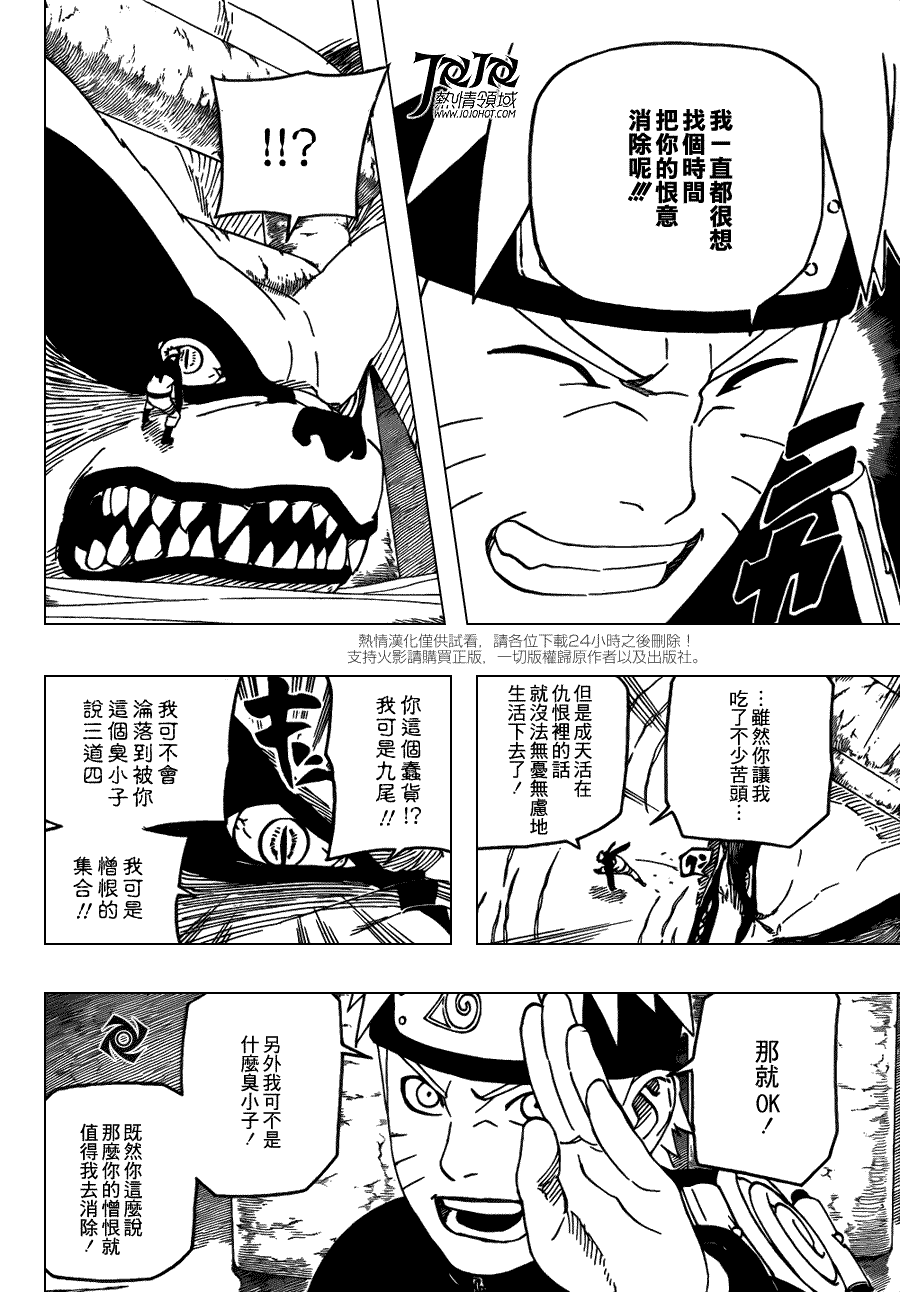 JOJO
熱情領域
WWW.JOJOHOT.COM
我一直都很想
找個時間
把你的恨意
消除呢!!!
!!?
ニカ
熱情漢化僅供試看，請各位下載24小時之後刪除！
支持火影請購買正版，一切版權歸原作者以及出版社。
…雖然你讓我
吃了不少苦頭…
但是成天活在
仇恨裡的話
就沒法無憂無慮地
生活下去了！
你這個蠢貨!?
我可是九尾!!
我可不會
淪落到被你
這個臭小子
說三道四
我可是
憎恨的
集合!!
那就OK！
另外我可不是
什麼臭小子！
既然你這麼說
那麼你的憎恨就
值得我去消除！